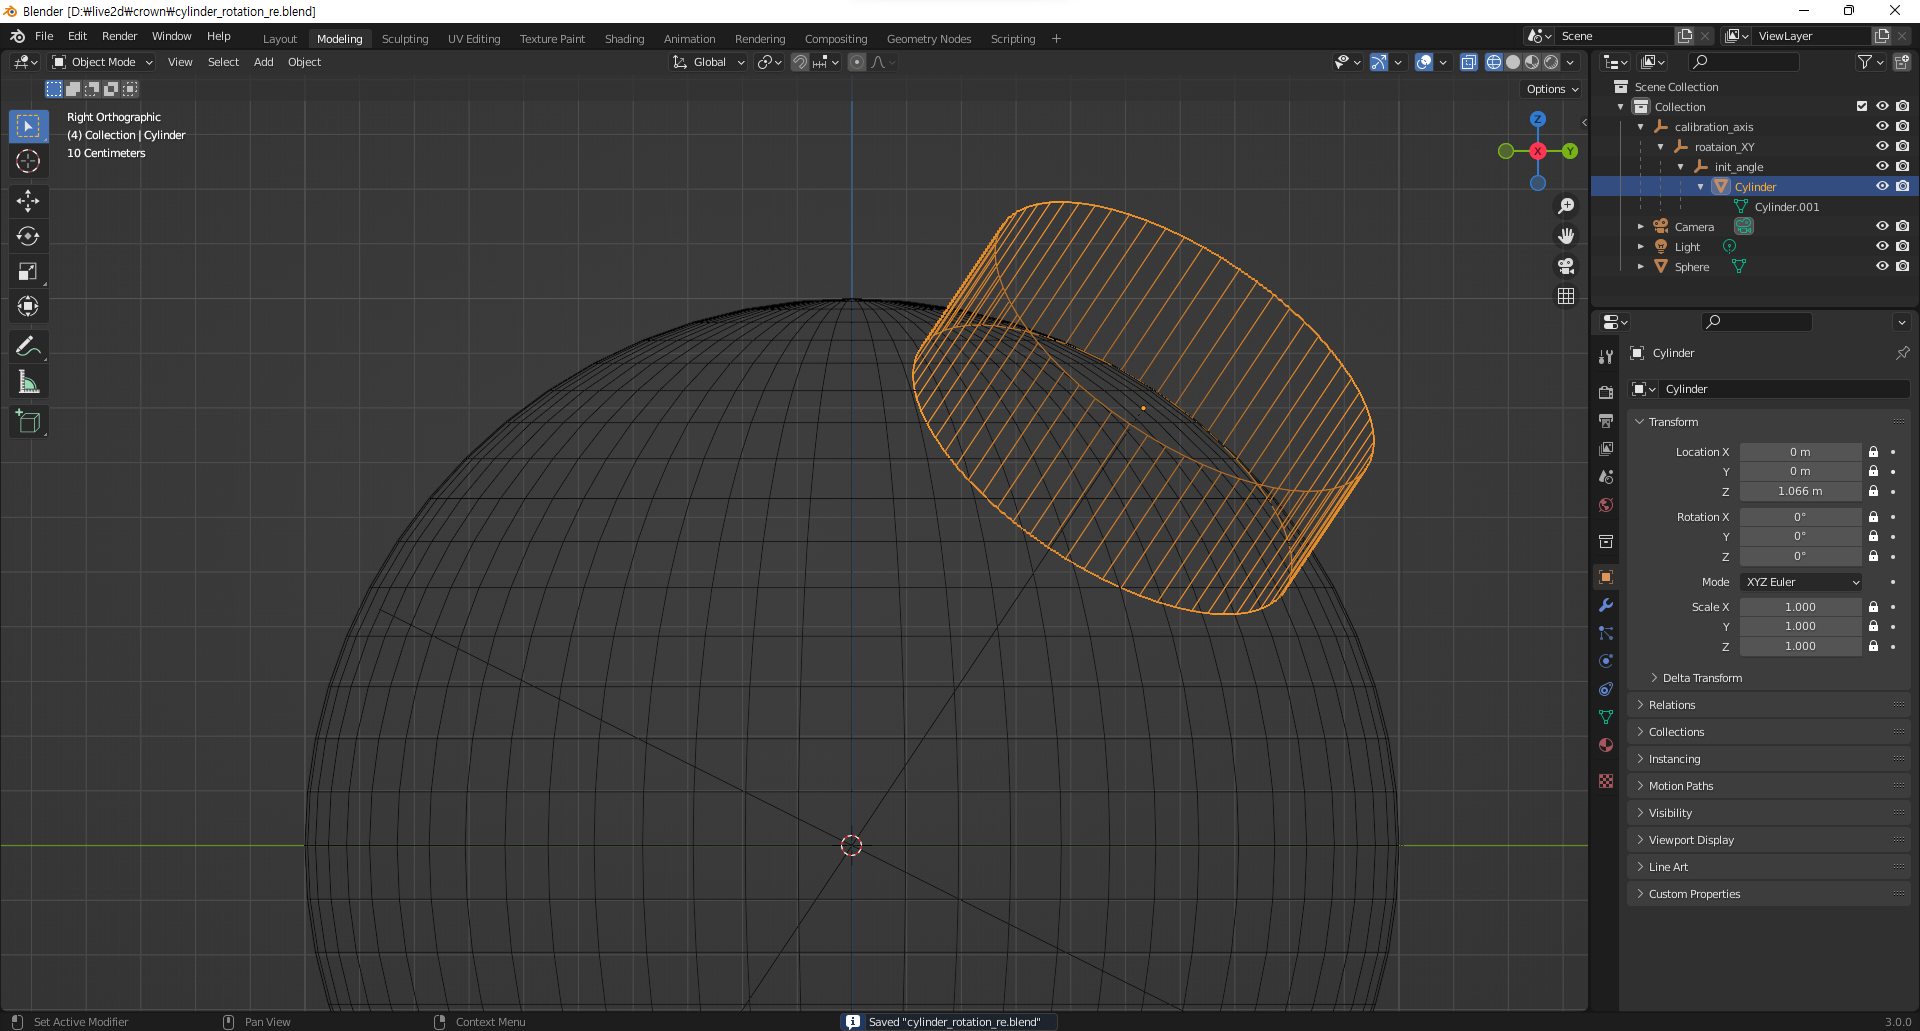 Blender [D:₩live2d₩crown₩cylinder_rotation_re.blend]
File Edit Render Window Help
Layout Modeling Sculpting UV Editing Texture Paint Shading Animation Rendering Compositing Geometry Nodes Scripting +
Scene
ViewLayer
Object Mode View Select Add Object
Global
Options
Right Orthographic
(4) Collection | Cylinder
10 Centimeters
Z
X
Y
Scene Collection
Collection
calibration_axis
roataion_XY
init_angle
Cylinder
Cylinder.001
Camera
Light
Sphere
Cylinder
Cylinder
Transform
Location X 0 m
Y 0 m
Z 1.066 m
Rotation X 0°
Y 0°
Z 0°
Mode XYZ Euler
Scale X 1.000
Y 1.000
Z 1.000
Delta Transform
Relations
Collections
Instancing
Motion Paths
Visibility
Viewport Display
Line Art
Custom Properties
Set Active Modifier
Pan View
Context Menu
Saved "cylinder_rotation_re.blend"
3.0.0